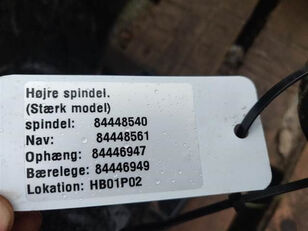 Højre spindel.
(Stærk model)
spindel: 84448540
Nav: 84448561
Ophæng: 84446947
Bærelege: 84446949
Lokation: HB01P02